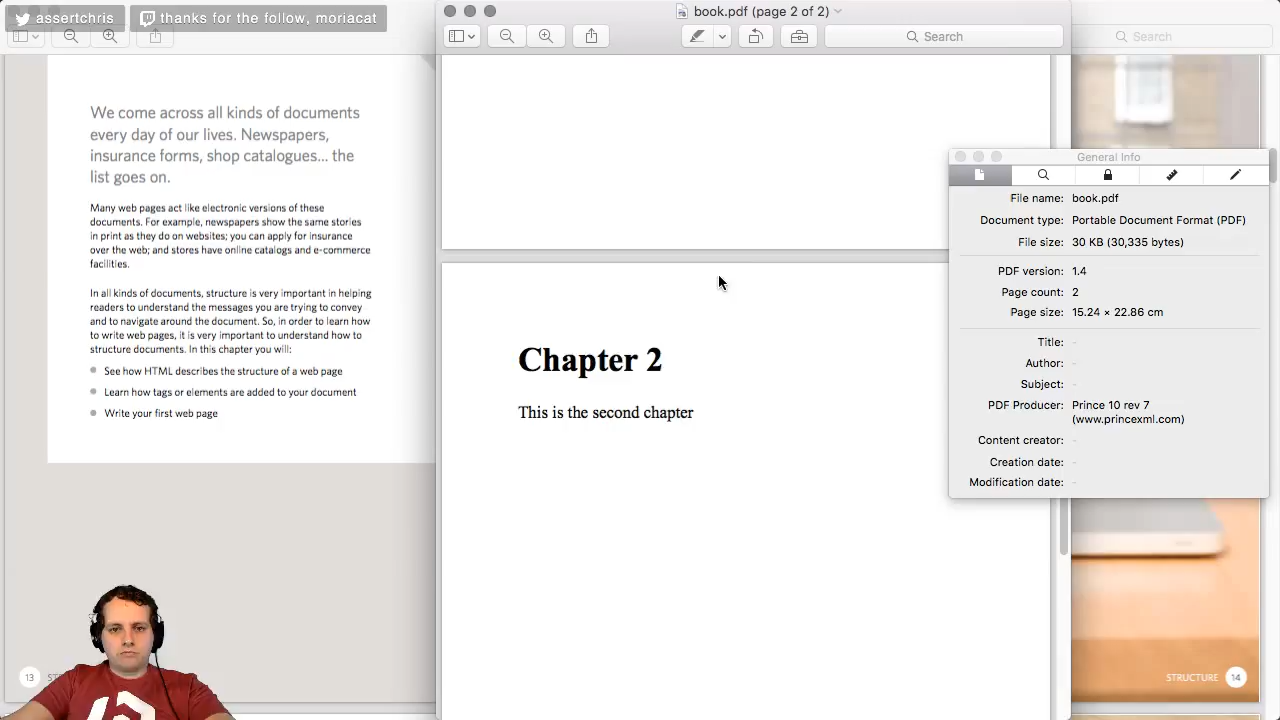 assertchris
thanks for the follow, moriacat
We come across all kinds of documents
every day of our lives. Newspapers,
insurance forms, shop catalogues... the
list goes on.
Many web pages act like electronic versions of these
documents. For example, newspapers show the same stories
in print as they do on websites; you can apply for insurance
over the web; and stores have online catalogs and e-commerce
facilities.
In all kinds of documents, structure is very important in helping
readers to understand the messages you are trying to convey
and to navigate around the document. So, in order to learn how
to write web pages, it is very important to understand how to
structure documents. In this chapter you will:
See how HTML describes the structure of a web page
Learn how tags or elements are added to your document
Write your first web page
13
book.pdf (page 2 of 2)
Search
Chapter 2
This is the second chapter
Search
General Info
File name: book.pdf
Document type: Portable Document Format (PDF)
File size: 30 KB (30,335 bytes)
PDF version: 1.4
Page count: 2
Page size: 15.24 × 22.86 cm
Title: -
Author: -
Subject: -
PDF Producer: Prince 10 rev 7
(www.princexml.com)
Content creator: -
Creation date: -
Modification date: -
STRUCTURE 14